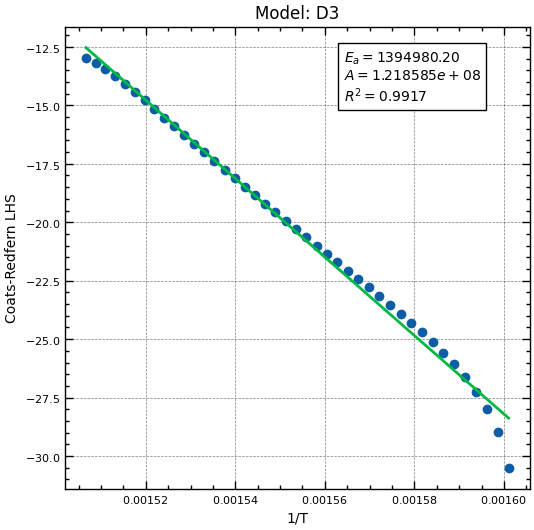 Model: D3
E_a = 1394980.20
A = 1.218585e + 08
R^2 = 0.9917
Coats-Redfern LHS
−12.5
−15.0
−17.5
−20.0
−22.5
−25.0
−27.5
−30.0
0.00152 0.00154 0.00156 0.00158 0.00160
1/T